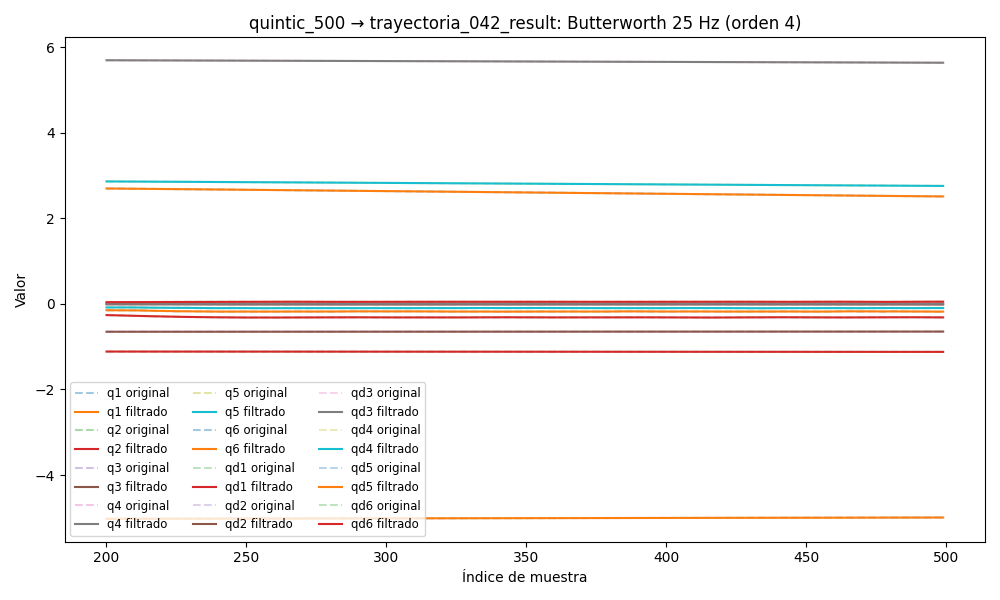 quintic_500 → trayectoria_042_result: Butterworth 25 Hz (orden 4)
Valor
6
4
2
0
−2
−4
q1 original q5 original qd3 original
q1 filtrado q5 filtrado qd3 filtrado
q2 original q6 original qd4 original
q2 filtrado q6 filtrado qd4 filtrado
q3 original qd1 original qd5 original
q3 filtrado qd1 filtrado qd5 filtrado
q4 original qd2 original qd6 original
q4 filtrado qd2 filtrado qd6 filtrado
200 250 300 350 400 450 500
Índice de muestra